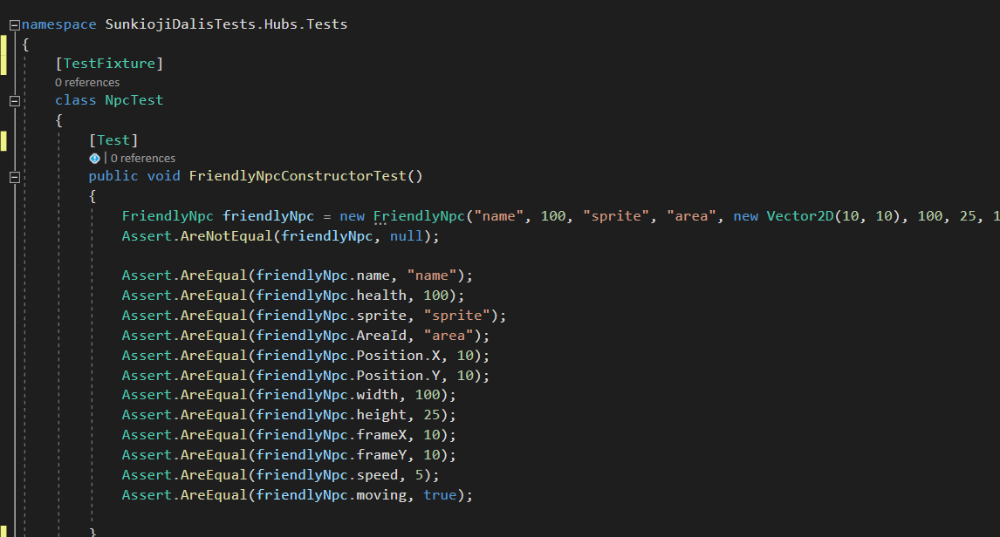 namespace SunkiojiDalisTests.Hubs.Tests
{
[TestFixture]
0 references
class NpcTest
{
[Test]
| 0 references
public void FriendlyNpcConstructorTest()
{
FriendlyNpc friendlyNpc = new FriendlyNpc("name", 100, "sprite", "area", new Vector2D(10, 10), 100, 25, 1
Assert.AreNotEqual(friendlyNpc, null);
Assert.AreEqual(friendlyNpc.name, "name");
Assert.AreEqual(friendlyNpc.health, 100);
Assert.AreEqual(friendlyNpc.sprite, "sprite");
Assert.AreEqual(friendlyNpc.AreaId, "area");
Assert.AreEqual(friendlyNpc.Position.X, 10);
Assert.AreEqual(friendlyNpc.Position.Y, 10);
Assert.AreEqual(friendlyNpc.width, 100);
Assert.AreEqual(friendlyNpc.height, 25);
Assert.AreEqual(friendlyNpc.frameX, 10);
Assert.AreEqual(friendlyNpc.frameY, 10);
Assert.AreEqual(friendlyNpc.speed, 5);
Assert.AreEqual(friendlyNpc.moving, true);
}